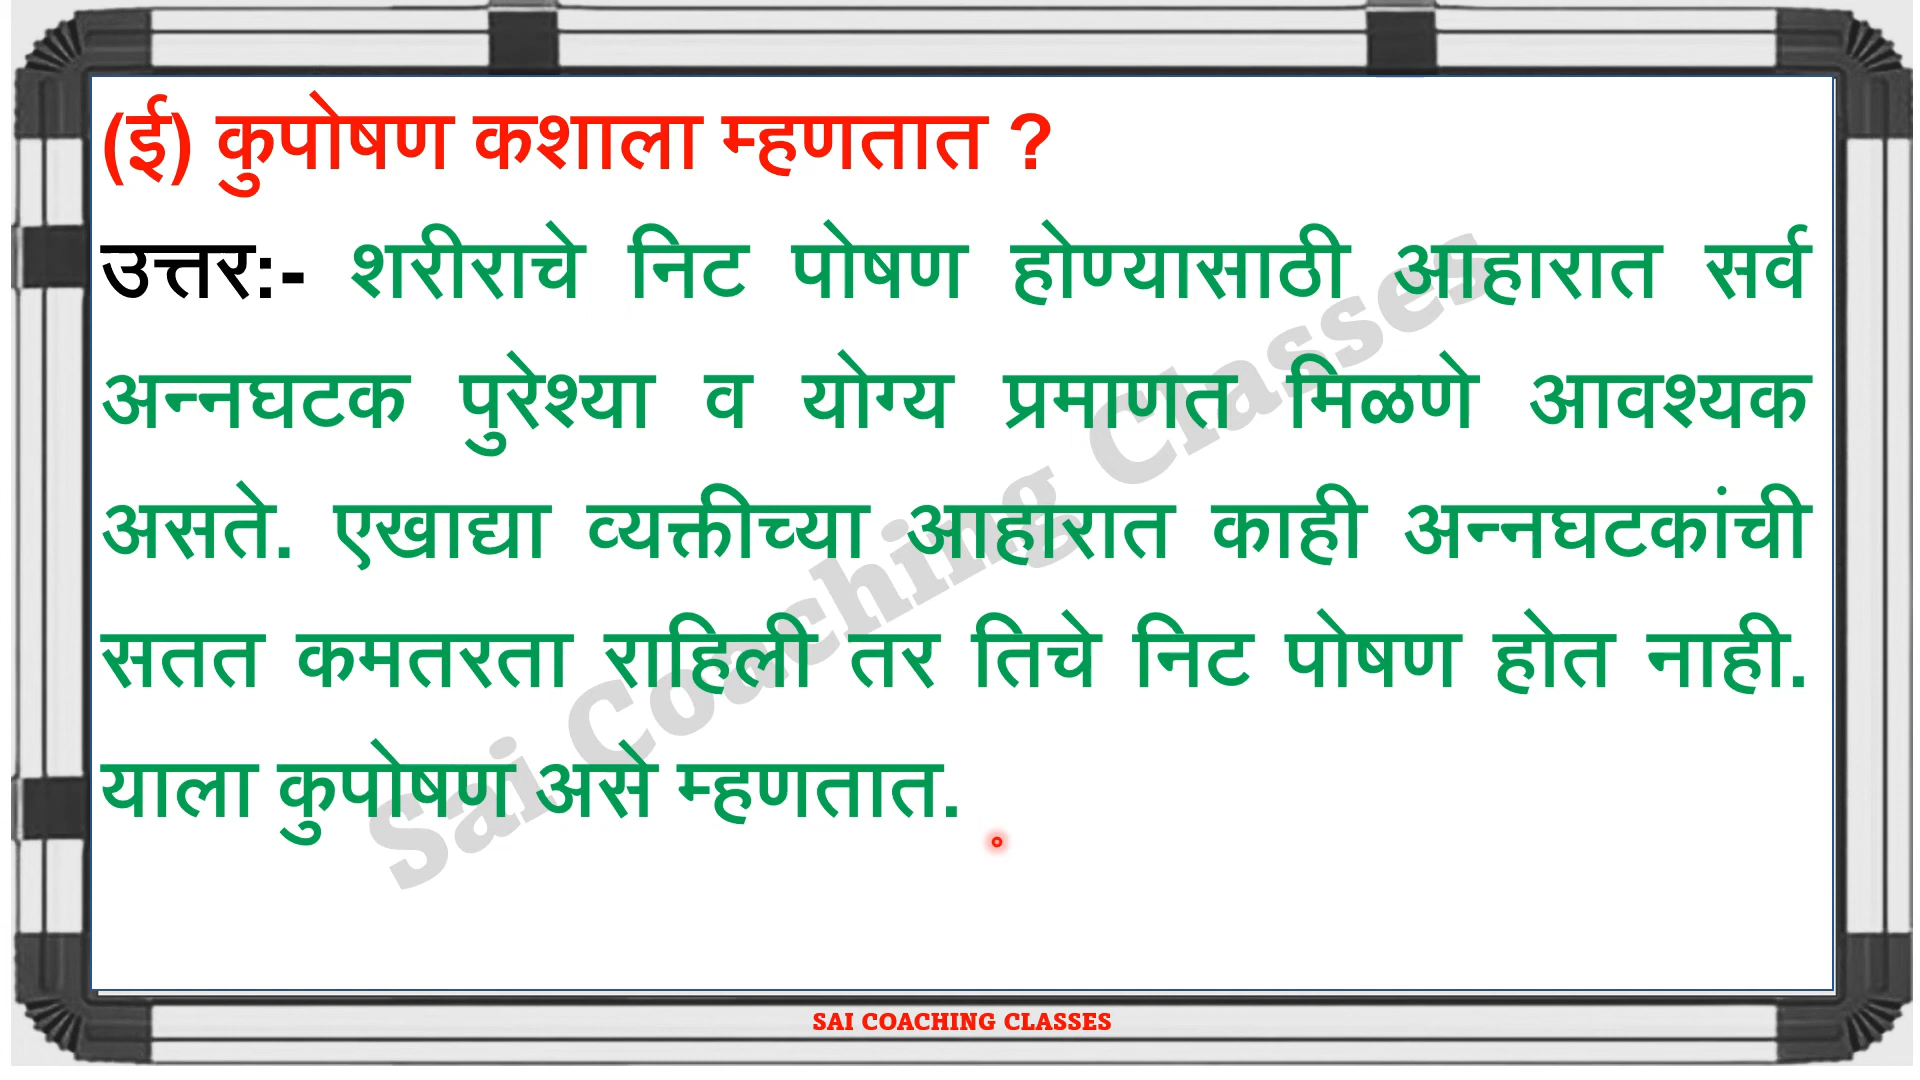 (ई) कुपोषण कशाला म्हणतात ?
उत्तर:- शरीराचे निट पोषण होण्यासाठी आहारात सर्व
अन्नघटक पुरेश्या व योग्य प्रमाणत मिळणे आवश्यक
असते. एखाद्या व्यक्तीच्या आहारात काही अन्नघटकांची
सतत कमतरता राहिली तर तिचे निट पोषण होत नाही.
याला कुपोषण असे म्हणतात.
Sai Coaching Classes
SAI COACHING CLASSES